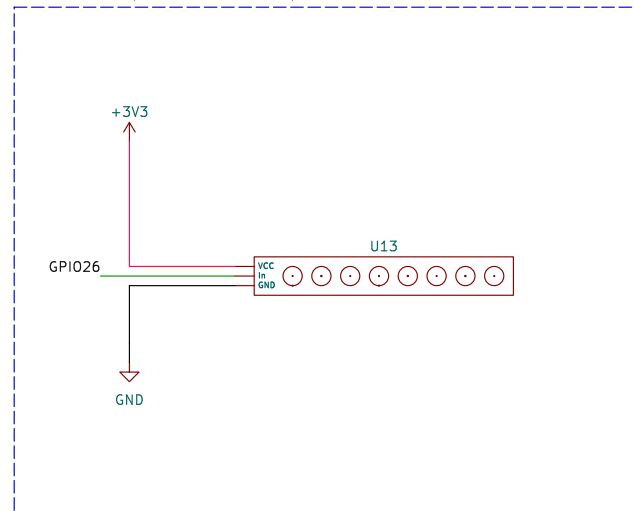 +3V3
U13
GPIO26
VCC
In
GND
GND